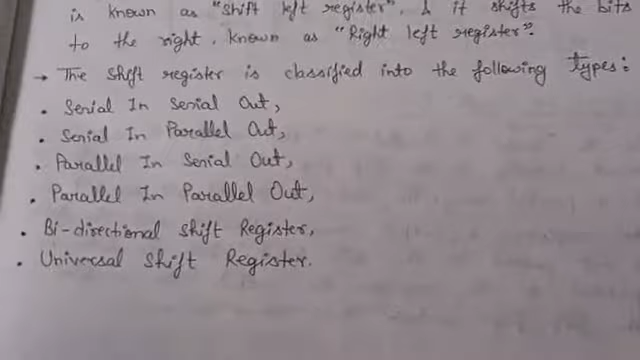 is known as "Shift left register", & it shifts the bits
to the right, known as "Right left register".
→ The shift register is classified into the following types:
• Serial In Serial Out,
• Serial In Parallel Out,
• Parallel In Serial Out,
• Parallel In Parallel Out,
• Bi-directional Shift Register,
• Universal Shift Register.